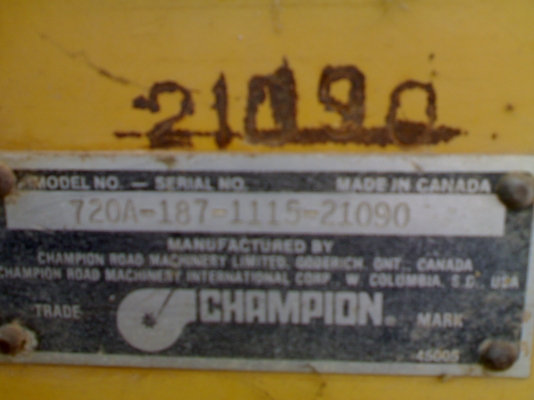 21090
MODEL NO. — SERIAL NO. MADE IN CANADA
720A-187-1115-21090
MANUFACTURED BY
CHAMPION ROAD MACHINERY LIMITED, GODERICH, ONT., CANADA
CHAMPION ROAD MACHINERY INTERNATIONAL CORP., W. COLUMBIA, S.C. USA
TRADE CHAMPION® MARK
45005